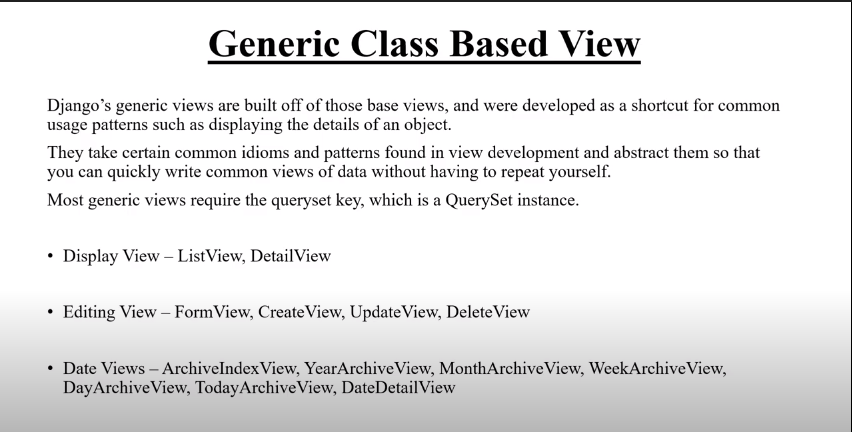 Generic Class Based View
Django’s generic views are built off of those base views, and were developed as a shortcut for common
usage patterns such as displaying the details of an object.
They take certain common idioms and patterns found in view development and abstract them so that
you can quickly write common views of data without having to repeat yourself.
Most generic views require the queryset key, which is a QuerySet instance.
• Display View – ListView, DetailView
• Editing View – FormView, CreateView, UpdateView, DeleteView
• Date Views – ArchiveIndexView, YearArchiveView, MonthArchiveView, WeekArchiveView,
DayArchiveView, TodayArchiveView, DateDetailView